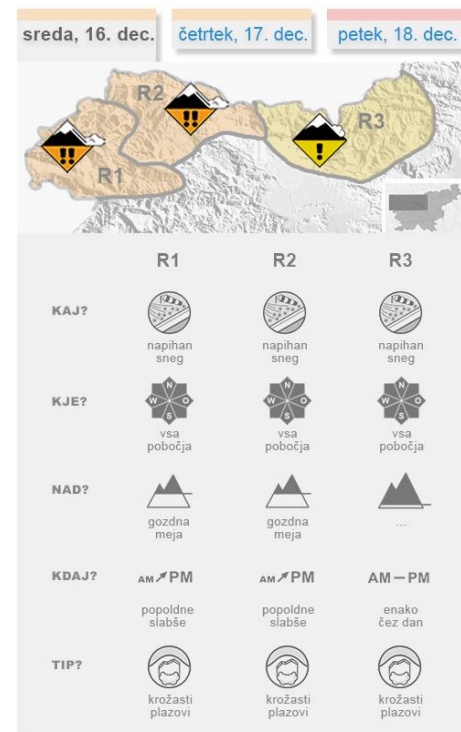 sreda, 16. dec.
četrtek, 17. dec.
petek, 18. dec.
R2
R3
R1
R1 R2 R3
KAJ?
napihan sneg
napihan sneg
napihan sneg
KJE?
N W O S
N W O S
N W O S
vsa pobočja
vsa pobočja
vsa pobočja
NAD?
gozdna meja
gozdna meja
...
KDAJ?
AM PM
AM PM
AM – PM
popoldne slabše
popoldne slabše
enako čez dan
TIP?
krožasti plazovi
krožasti plazovi
krožasti plazovi